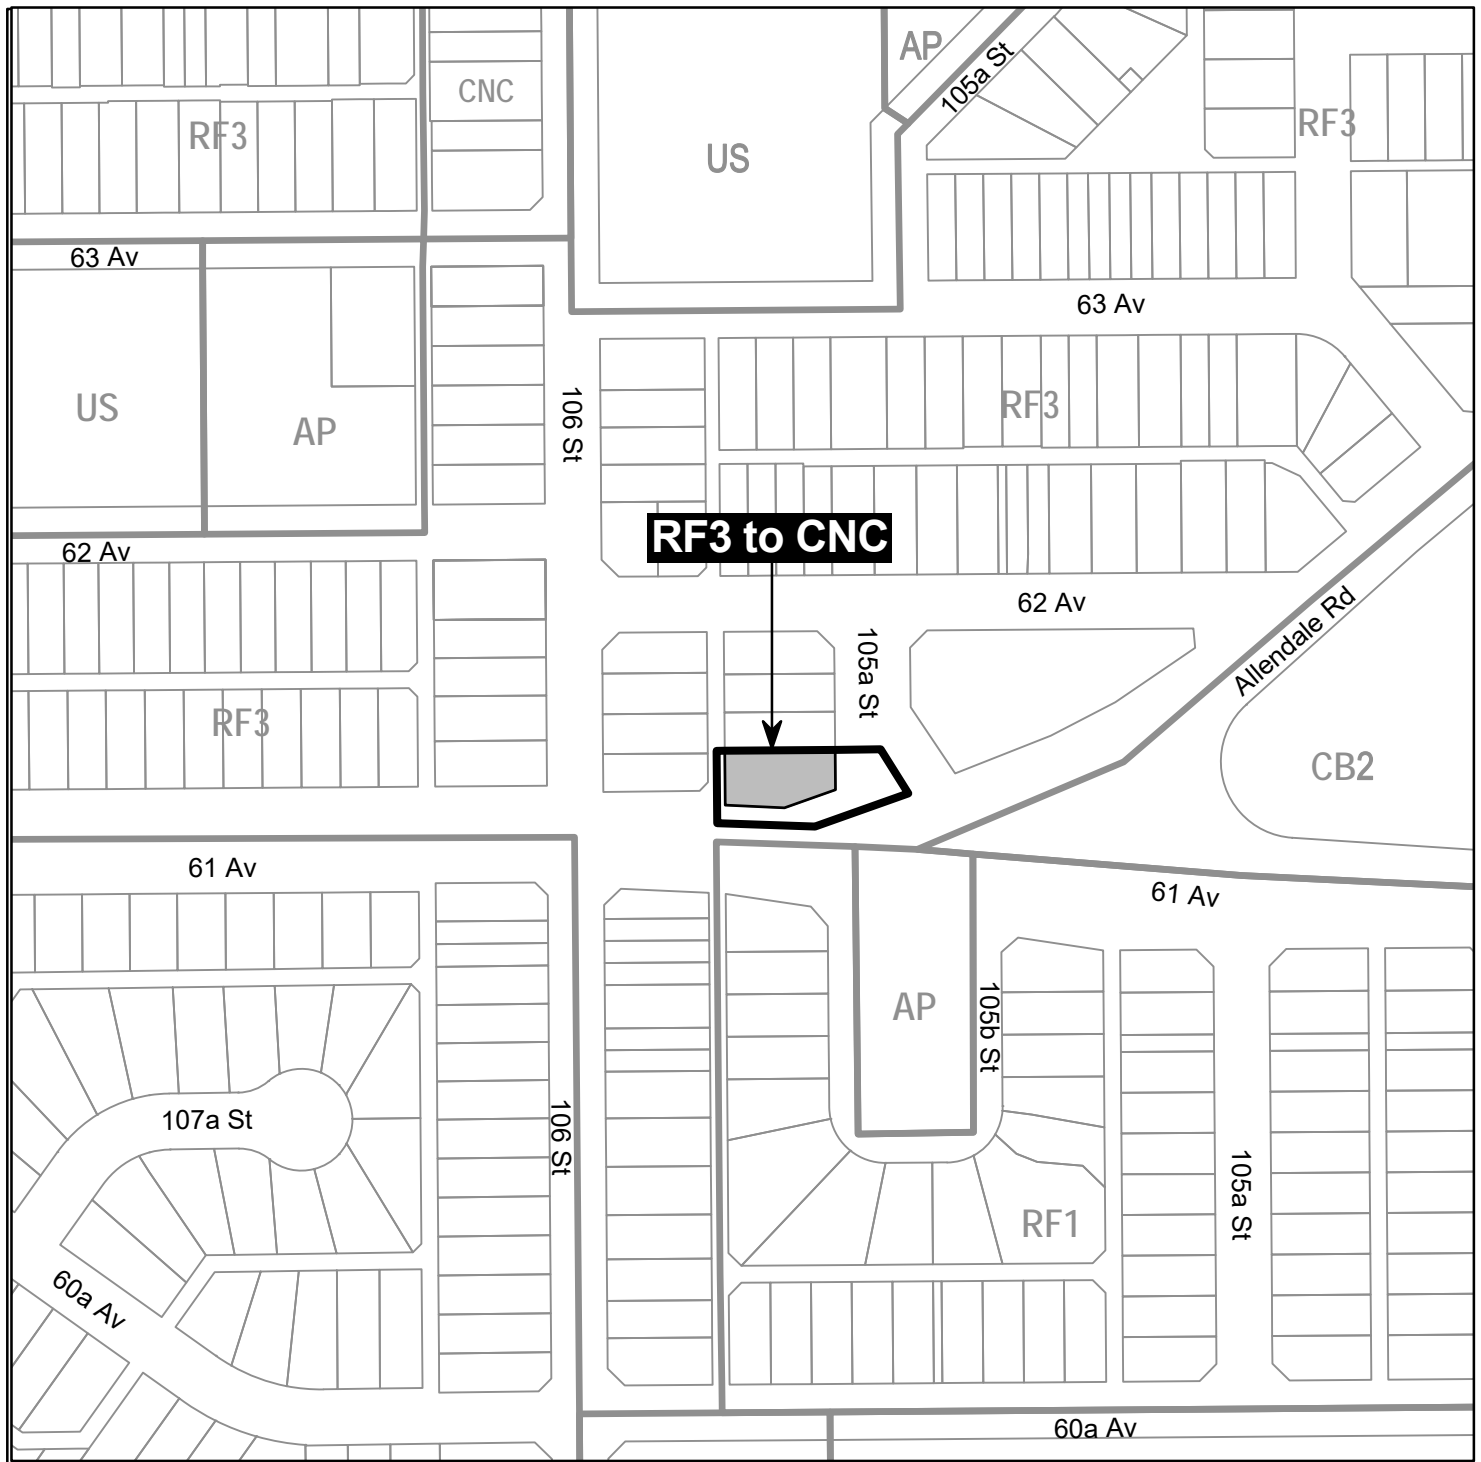 AP
105a St
CNC
RF3
RF3
US
63 Av
63 Av
US
AP
106 St
RF3
RF3 to CNC
62 Av
62 Av
105a St
Allendale Rd
RF3
CB2
61 Av
61 Av
AP
105b St
107a St
106 St
105a St
RF1
60a Av
60a Av